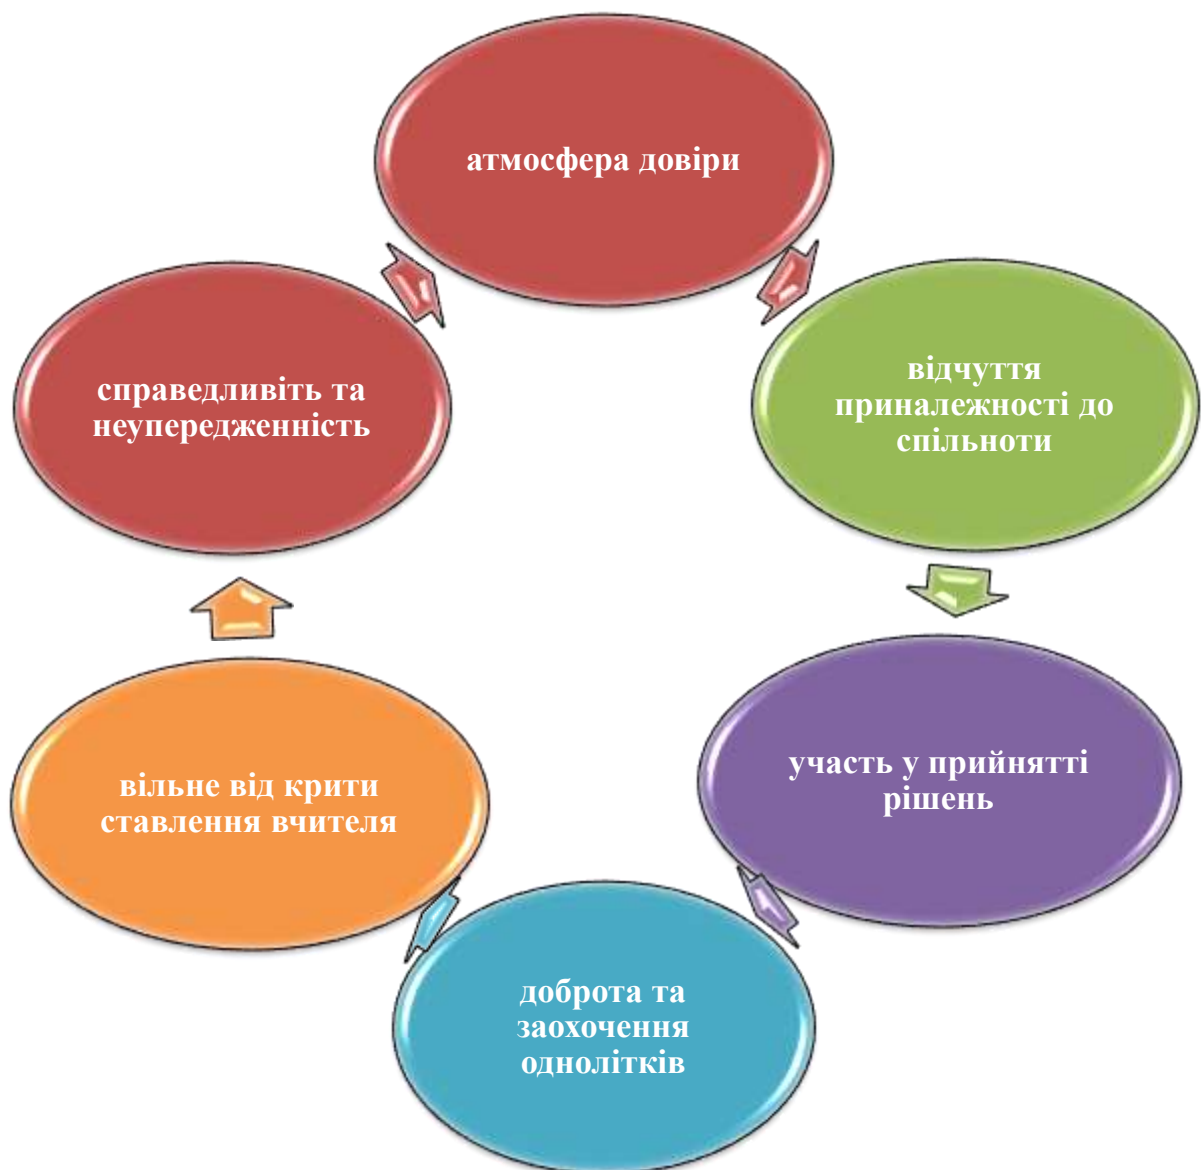 атмосфера довіри
відчуття
приналежності до
спільноти
участь у прийнятті
рішень
доброта та
заохочення
однолітків
вільне від крити
ставлення вчителя
справедливіть та
неупередженність